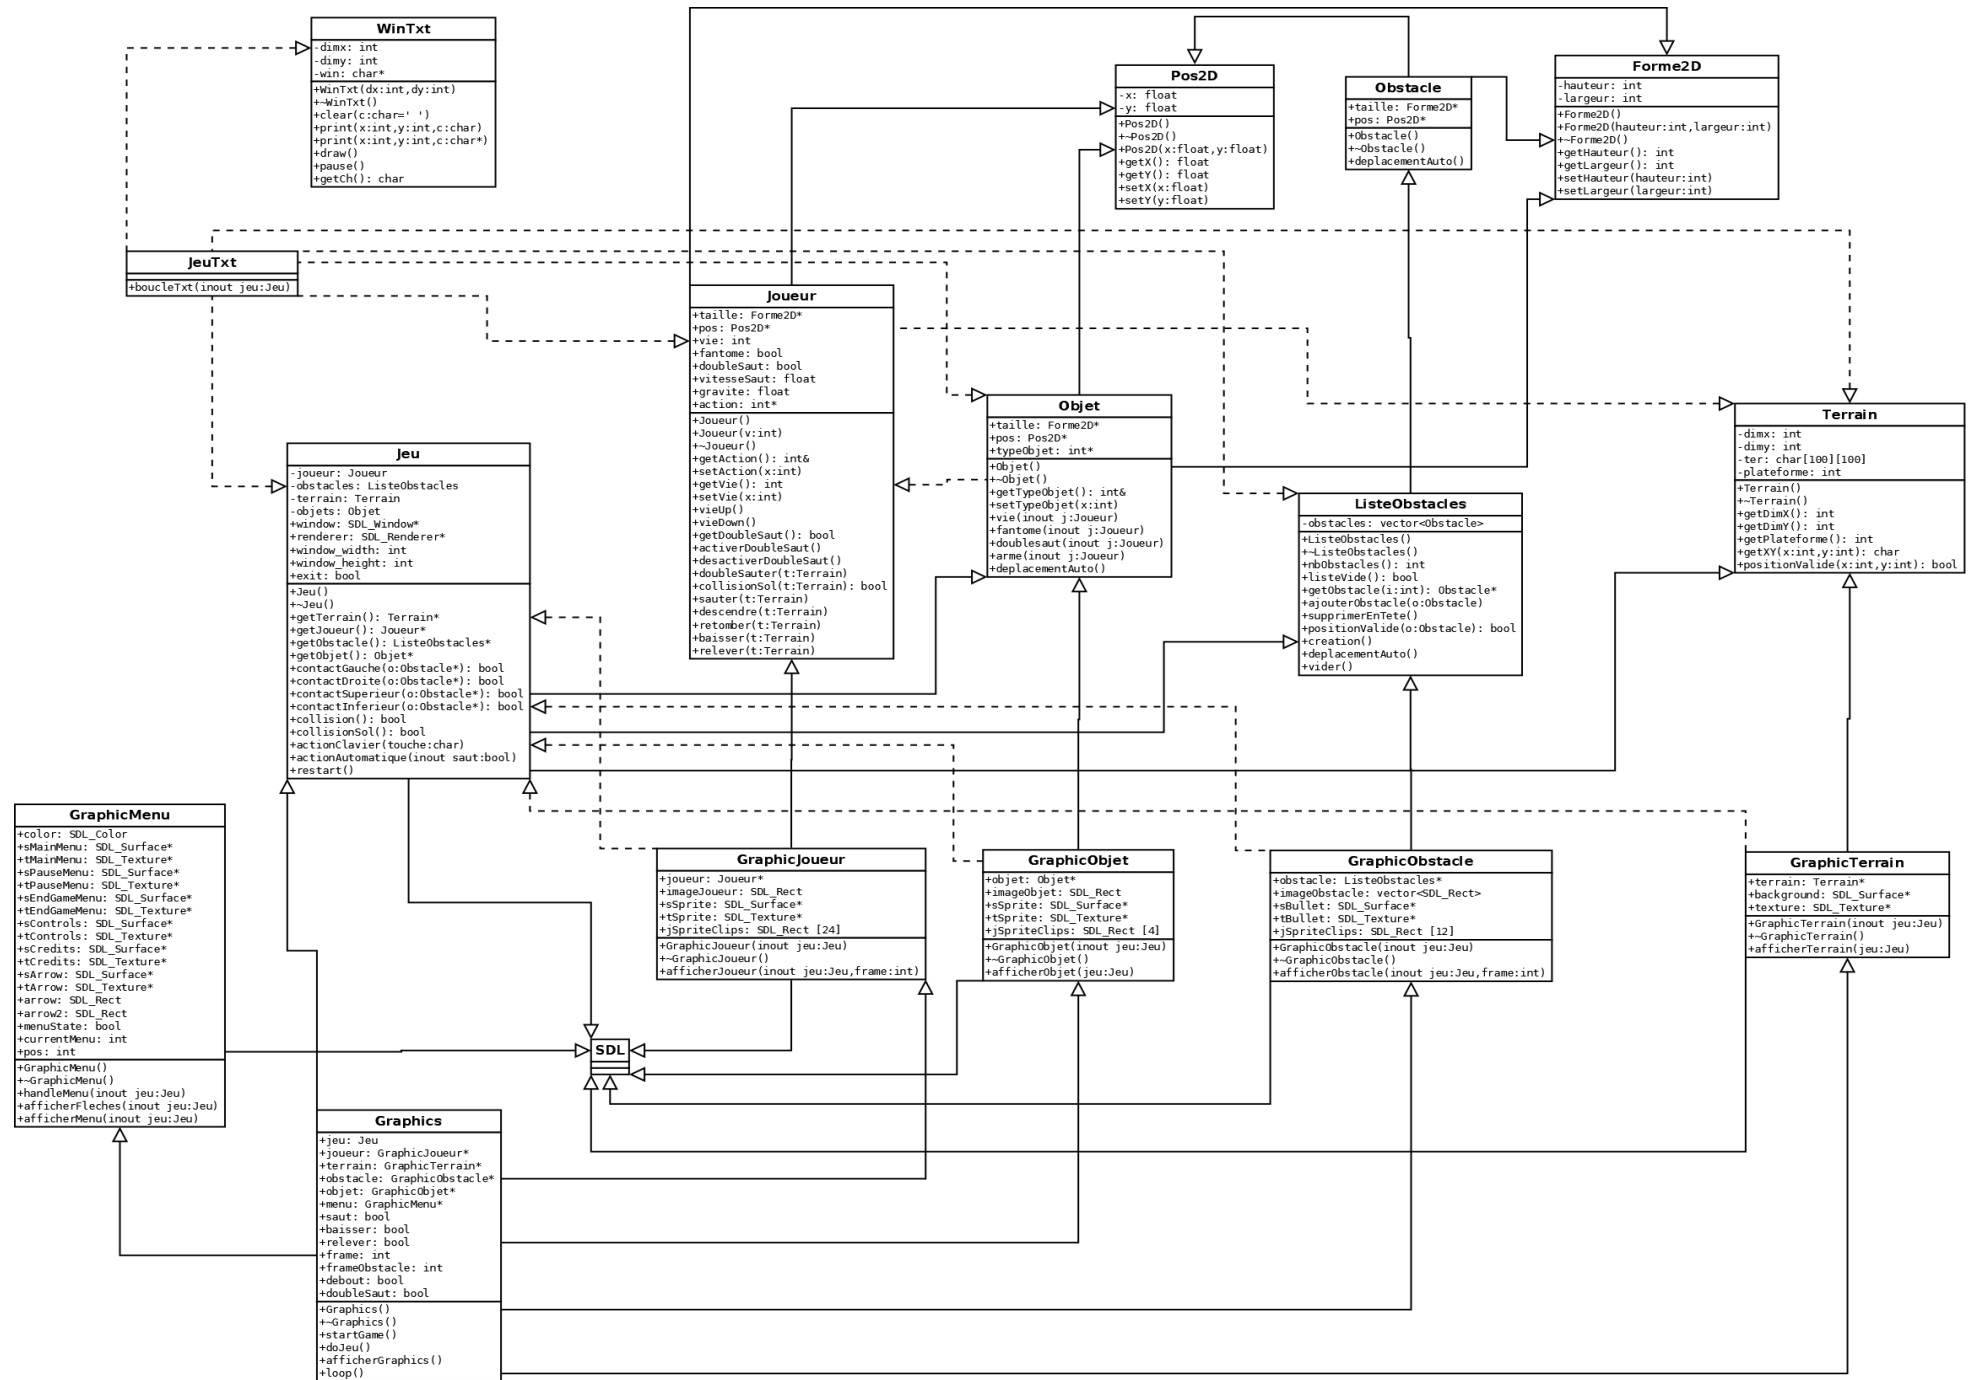 WinTxt
-dimx: int
-dimy: int
-win: char*
+WinTxt(dx:int,dy:int)
+~WinTxt()
+clear(c:char=' ')
+print(x:int,y:int,c:char)
+print(x:int,y:int,c:char*)
+draw()
+pause()
+getCh(): char
Pos2D
-x: float
-y: float
+Pos2D()
+~Pos2D()
+Pos2D(x:float,y:float)
+getX(): float
+getY(): float
+setX(x:float)
+setY(y:float)
Obstacle
+taille: Forme2D*
+pos: Pos2D*
+Obstacle()
+~Obstacle()
+deplacementAuto()
Forme2D
-hauteur: int
-largeur: int
+Forme2D()
+Forme2D(hauteur:int,largeur:int)
+~Forme2D()
+getHauteur(): int
+getLargeur(): int
+setHauteur(hauteur:int)
+setLargeur(largeur:int)
JeuTxt
+boucleTxt(inout jeu:Jeu)
Joueur
+taille: Forme2D*
+pos: Pos2D*
+vie: int
+fantome: bool
+doubleSaut: bool
+vitesseSaut: float
+gravite: float
+action: int*
+Joueur()
+Joueur(v:int)
+~Joueur()
+getAction(): int&
+setAction(x:int)
+getVie(): int
+setVie(x:int)
+vieUp()
+vieDown()
+getDoubleSaut(): bool
+activerDoubleSaut()
+desactiverDoubleSaut()
+doubleSauter(t:Terrain)
+collisionSol(t:Terrain): bool
+sauter(t:Terrain)
+descendre(t:Terrain)
+retomber(t:Terrain)
+baisser(t:Terrain)
+relever(t:Terrain)
Objet
+taille: Forme2D*
+pos: Pos2D*
+typeObjet: int*
+Objet()
+~Objet()
+getTypeObjet(): int&
+setTypeObjet(x:int)
+vie(inout j:Joueur)
+fantome(inout j:Joueur)
+doublesaut(inout j:Joueur)
+arme(inout j:Joueur)
+deplacementAuto()
Terrain
-dimx: int
-dimy: int
-ter: char[100][100]
-plateforme: int
+Terrain()
+~Terrain()
+getDimX(): int
+getDimY(): int
+getPlateforme(): int
+getXY(x:int,y:int): char
+positionValide(x:int,y:int): bool
Jeu
-joueur: Joueur
-obstacles: ListeObstacles
-terrain: Terrain
-objets: Objet
+window: SDL_Window*
+renderer: SDL_Renderer*
+window_width: int
+window_height: int
+exit: bool
+Jeu()
+~Jeu()
+getTerrain(): Terrain*
+getJoueur(): Joueur*
+getObstacle(): ListeObstacles*
+getObjet(): Objet*
+contactGauche(o:Obstacle*): bool
+contactDroite(o:Obstacle*): bool
+contactSuperieur(o:Obstacle*): bool
+contactInferieur(o:Obstacle*): bool
+collision(): bool
+collisionSol(): bool
+actionClavier(touche:char)
+actionAutomatique(inout saut:bool)
+restart()
ListeObstacles
-obstacles: vector<Obstacle>
+ListeObstacles()
+~ListeObstacles()
+nbObstacles(): int
+listeVide(): bool
+getObstacle(i:int): Obstacle*
+ajouterObstacle(o:Obstacle)
+supprimerEnTete()
+positionValide(o:Obstacle): bool
+creation()
+deplacementAuto()
+vider()
GraphicMenu
+color: SDL_Color
+sMainMenu: SDL_Surface*
+tMainMenu: SDL_Texture*
+sPauseMenu: SDL_Surface*
+tPauseMenu: SDL_Texture*
+sEndGameMenu: SDL_Surface*
+tEndGameMenu: SDL_Texture*
+sControls: SDL_Surface*
+tControls: SDL_Texture*
+sCredits: SDL_Surface*
+tCredits: SDL_Texture*
+sArrow: SDL_Surface*
+tArrow: SDL_Texture*
+arrow: SDL_Rect
+arrow2: SDL_Rect
+menuState: bool
+currentMenu: int
+pos: int
+GraphicMenu()
+~GraphicMenu()
+handleMenu(inout jeu:Jeu)
+afficherFleches(inout jeu:Jeu)
+afficherMenu(inout jeu:Jeu)
GraphicJoueur
+joueur: Joueur*
+imageJoueur: SDL_Rect
+sSprite: SDL_Surface*
+tSprite: SDL_Texture*
+jSpriteClips: SDL_Rect [24]
+GraphicJoueur(inout jeu:Jeu)
+~GraphicJoueur()
+afficherJoueur(inout jeu:Jeu,frame:int)
GraphicObjet
+objet: Objet*
+imageObjet: SDL_Rect
+sSprite: SDL_Surface*
+tSprite: SDL_Texture*
+jSpriteClips: SDL_Rect [4]
+GraphicObjet(inout jeu:Jeu)
+~GraphicObjet()
+afficherObjet(jeu:Jeu)
GraphicObstacle
+obstacle: ListeObstacles*
+imageObstacle: vector<SDL_Rect>
+sBullet: SDL_Surface*
+tBullet: SDL_Texture*
+jSpriteClips: SDL_Rect [12]
+GraphicObstacle(inout jeu:Jeu)
+~GraphicObstacle()
+afficherObstacle(inout jeu:Jeu,frame:int)
GraphicTerrain
+terrain: Terrain*
+backgrounf: SDL_Surface*
+texture: SDL_Texture*
+GraphicTerrain(inout jeu:Jeu)
+~GraphicTerrain()
+afficherTerrain(jeu:Jeu)
SDL
Graphics
+jeu: Jeu
+joueur: GraphicJoueur*
+terrain: GraphicTerrain*
+obstacle: GraphicObstacle*
+objet: GraphicObjet*
+menu: GraphicMenu*
+saut: bool
+baisser: bool
+relever: bool
+frame: int
+frameObstacle: int
+debout: bool
+doubleSaut: bool
+Graphics()
+~Graphics()
+startGame()
+doJeu()
+afficherGraphics()
+loop()